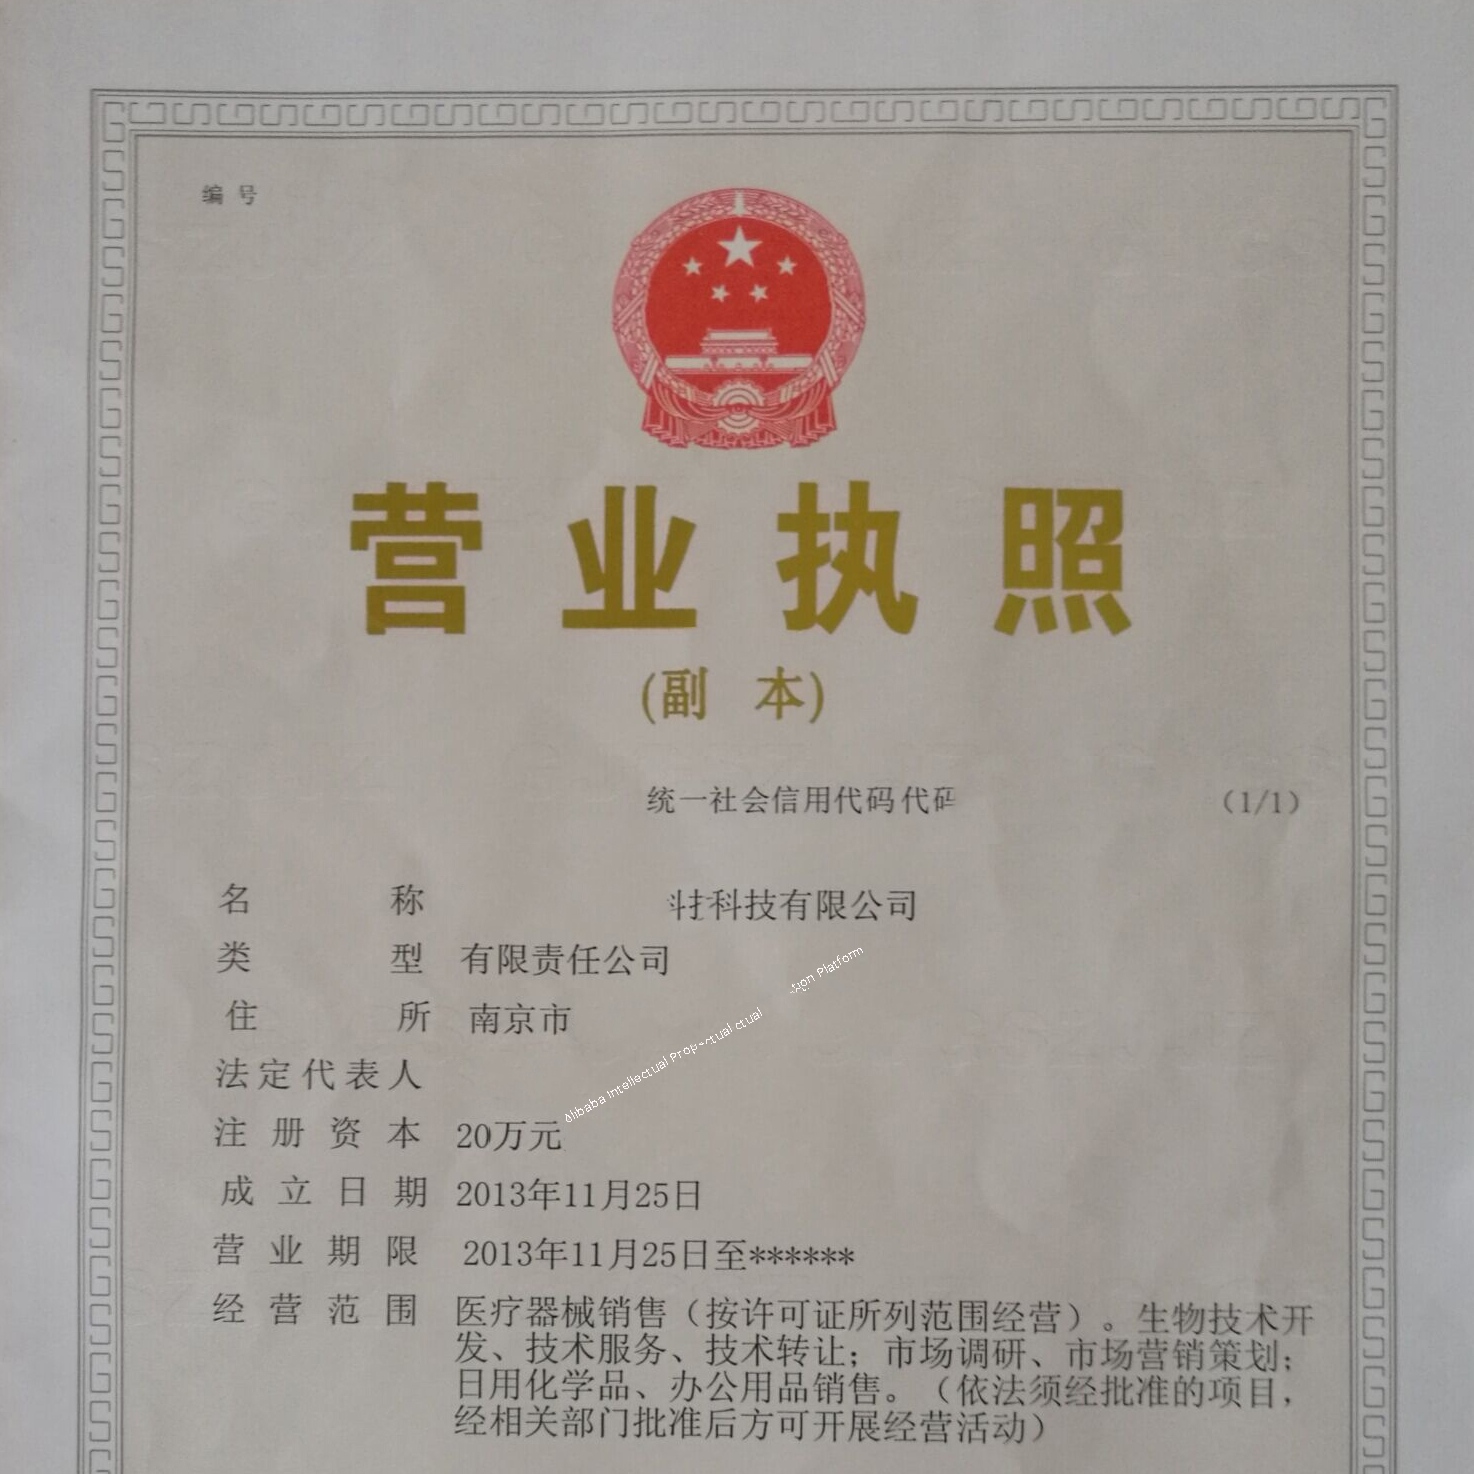 编 号
营业执照
(副 本)
统一社会信用代码代码 (1/1)
名 称 科技有限公司
类 型 有限责任公司
住 所 南京市
法定代表人
注册资本 20万元
成立日期 2013年11月25日
营业期限 2013年11月25日至******
经营范围 医疗器械销售（按许可证所列范围经营）。生物技术开
发、技术服务、技术转让；市场调研、市场营销策划；
日用化学品、办公用品销售。（依法须经批准的项目，
经相关部门批准后方可开展经营活动）
Alibaba Intellectual Platform